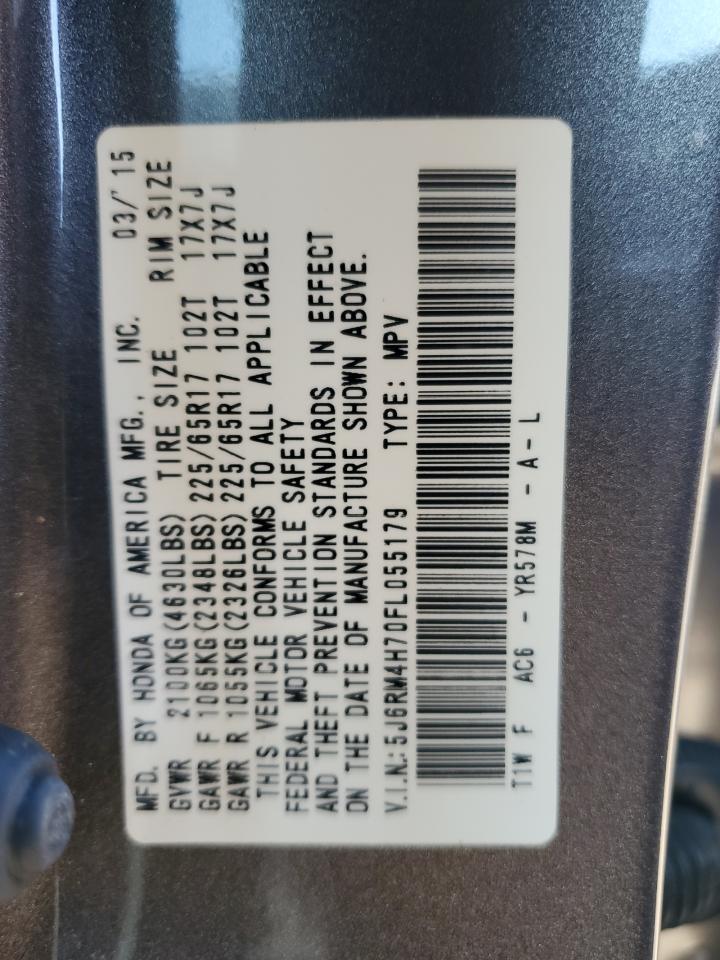 MFD. BY HONDA OF AMERICA MFG., INC. 03/'15
GVWR 2100KG(4630LBS) TIRE SIZE RIM SIZE
GAWR F 1065KG(2348LBS) 225/65R17 102T 17X7J
GAWR R 1055KG(2326LBS) 225/65R17 102T 17X7J
THIS VEHICLE CONFORMS TO ALL APPLICABLE
FEDERAL MOTOR VEHICLE SAFETY
AND THEFT PREVENTION STANDARDS IN EFFECT
ON THE DATE OF MANUFACTURE SHOWN ABOVE.
V.I.N.: 5J6RM4H70FL055179 TYPE: MPV
T1W F AC6 - YR578M - A - L